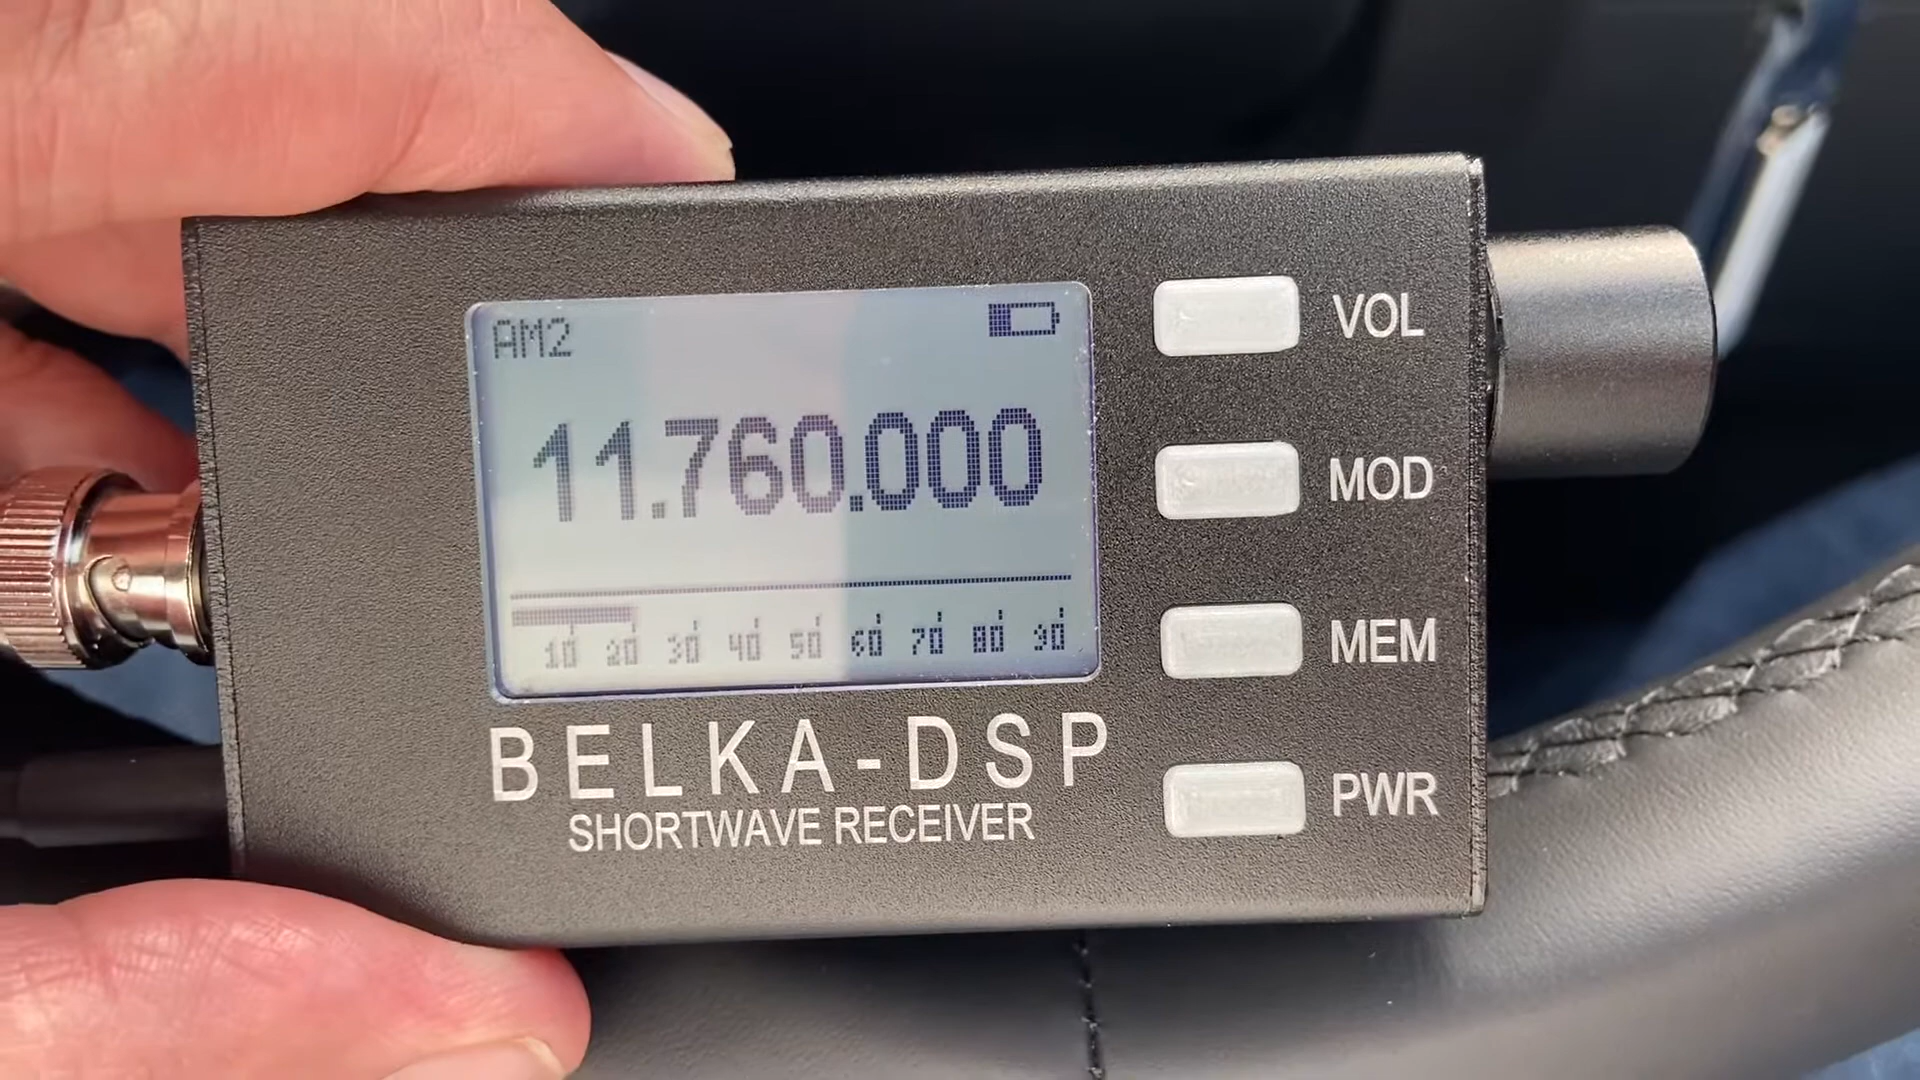 AM2
11.760.000
10 20 30 40 50 60 70 80 90
BELKA-DSP
SHORTWAVE RECEIVER
VOL
MOD
MEM
PWR